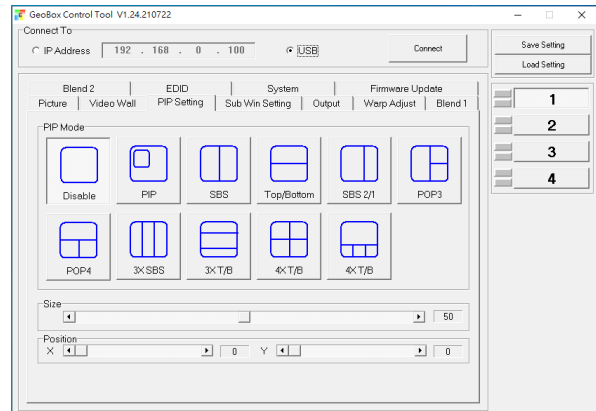 GeoBox Control Tool V1.24.210722
Connect To
IP Address 192 . 168 . 0 . 100 USB Connect
Save Setting
Load Setting
Blend 2 EDID System Firmware Update
Picture Video Wall PIP Setting Sub Win Setting Output Warp Adjust Blend 1
1
2
3
4
PIP Mode
Disable PIP SBS Top/Bottom SBS 2/1 POP3
POP4 3X SBS 3X T/B 4X T/B 4X T/B
Size
50
Position
X 0 Y 0